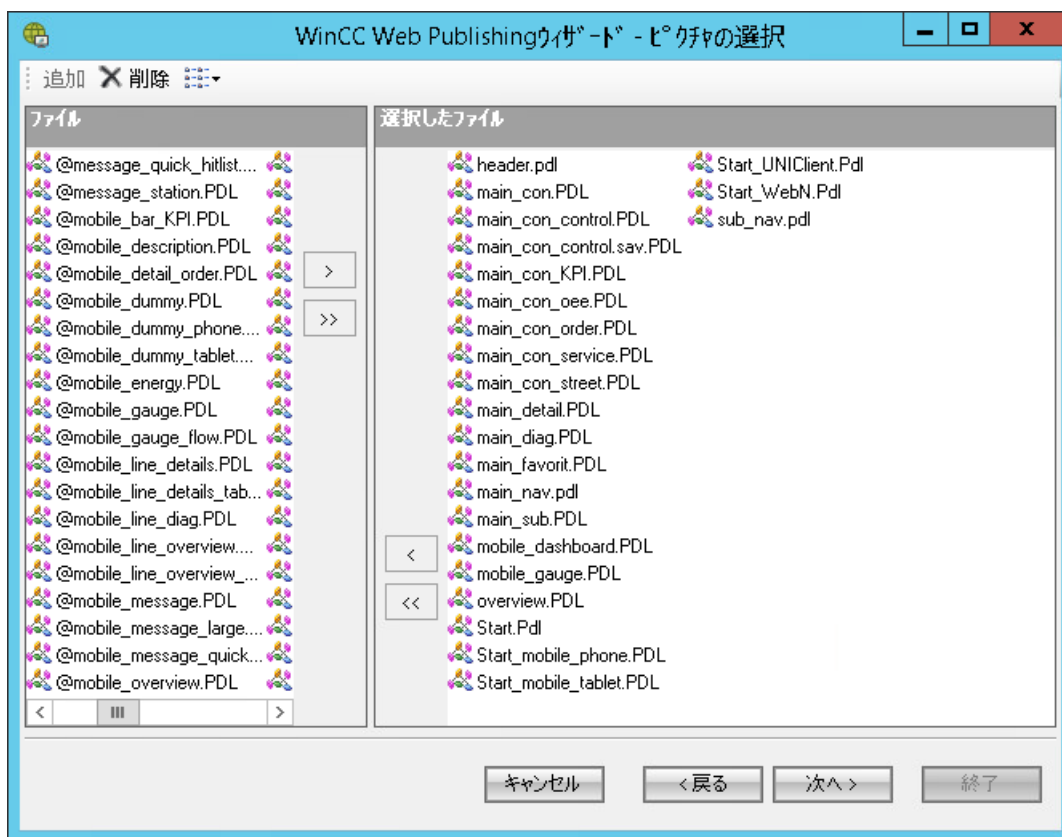 WinCC Web Publishingｳｨｻﾞｰﾄﾞ - ﾋﾟｸﾁｬの選択
追加 削除
ﾌｧｲﾙ
@message_quick_hitlist....
@message_station.PDL
@mobile_bar_KPI.PDL
@mobile_description.PDL
@mobile_detail_order.PDL
@mobile_dummy.PDL
@mobile_dummy_phone....
@mobile_dummy_tablet....
@mobile_energy.PDL
@mobile_gauge.PDL
@mobile_gauge_flow.PDL
@mobile_line_details.PDL
@mobile_line_details_tab...
@mobile_line_diag.PDL
@mobile_line_overview....
@mobile_line_overview_...
@mobile_message.PDL
@mobile_message_large....
@mobile_message_quick...
@mobile_overview.PDL
>
>>
<
<<
選択したﾌｧｲﾙ
header.pdl
main_con.PDL
main_con_control.PDL
main_con_control.sav.PDL
main_con_KPI.PDL
main_con_oee.PDL
main_con_order.PDL
main_con_service.PDL
main_con_street.PDL
main_detail.PDL
main_diag.PDL
main_favorit.PDL
main_nav.pdl
main_sub.PDL
mobile_dashboard.PDL
mobile_gauge.PDL
overview.PDL
Start.Pdl
Start_mobile_phone.PDL
Start_mobile_tablet.PDL
Start_UNIClient.Pdl
Start_WebN.Pdl
sub_nav.pdl
ｷｬﾝｾﾙ
<戻る
次へ>
終了